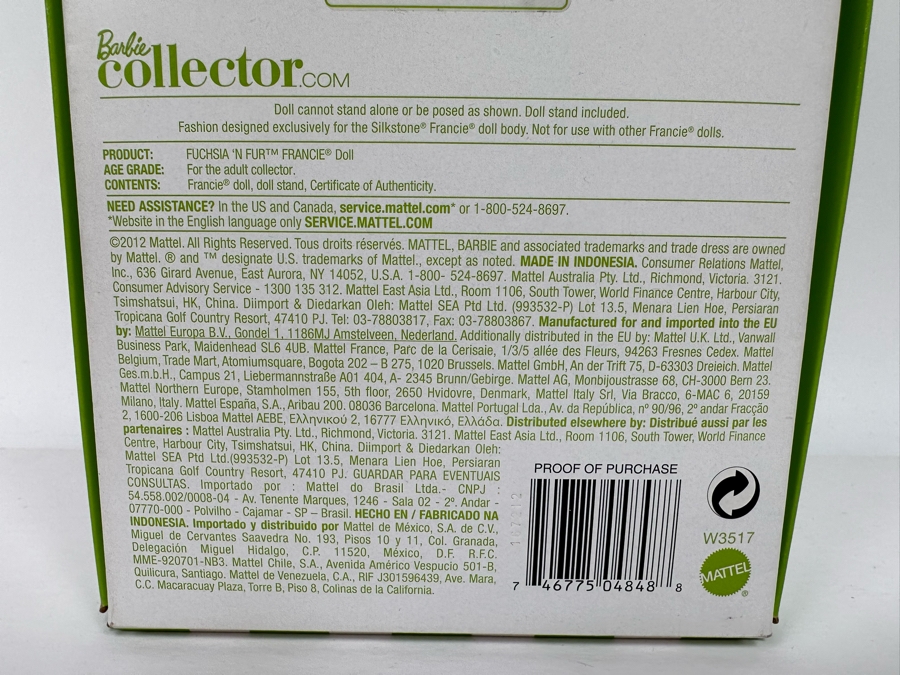 Barbie
collector.COM
Doll cannot stand alone or be posed as shown. Doll stand included.
Fashion designed exclusively for the Silkstone® Francie® doll body. Not for use with other Francie® dolls.
PRODUCT: FUCHSIA 'N FUR™ FRANCIE® Doll
AGE GRADE: For the adult collector.
CONTENTS: Francie® doll, doll stand, Certificate of Authenticity.
NEED ASSISTANCE? In the US and Canada, service.mattel.com* or 1-800-524-8697.
*Website in the English language only SERVICE.MATTEL.COM
©2012 Mattel. All Rights Reserved. Tous droits réservés. MATTEL, BARBIE and associated trademarks and trade dress are owned
by Mattel. ® and ™ designate U.S. trademarks of Mattel., except as noted. MADE IN INDONESIA. Consumer Relations Mattel,
Inc., 636 Girard Avenue, East Aurora, NY 14052, U.S.A. 1-800- 524-8697. Mattel Australia Pty. Ltd., Richmond, Victoria. 3121.
Consumer Advisory Service - 1300 135 312. Mattel East Asia Ltd., Room 1106, South Tower, World Finance Centre, Harbour City,
Tsimshatsui, HK, China. Diimport & Diedarkan Oleh: Mattel SEA Ptd Ltd. (993532-P) Lot 13.5, Menara Lien Hoe, Persiaran
Tropicana Golf Country Resort, 47410 PJ. Tel: 03-78803817, Fax: 03-78803867. Manufactured for and imported into the EU
by: Mattel Europa B.V., Gondel 1, 1186MJ Amstelveen, Nederland. Additionally distributed in the EU by: Mattel U.K. Ltd., Vanwall
Business Park, Maidenhead SL6 4UB. Mattel France, Parc de la Cerisaie, 1/3/5 allée des Fleurs, 94263 Fresnes Cedex. Mattel
Belgium, Trade Mart, Atomiumsquare, Bogota 202 – B 275, 1020 Brussels. Mattel GmbH, An der Trift 75, D-63303 Dreieich. Mattel
Ges.m.b.H., Campus 21, Liebermannstraße A01 404, A- 2345 Brunn/Gebirge. Mattel AG, Monbijoustrasse 68, CH-3000 Bern 23.
Mattel Northern Europe, Stamholmen 155, 5th floor, 2650 Hvidovre, Denmark, Mattel Italy Srl, Via Bracco, 6-MAC 6, 20159
Milano, Italy. Mattel España, S.A., Aribau 200. 08036 Barcelona. Mattel Portugal Lda., Av. da República, nº 90/96, 2º andar Fracção
2, 1600-206 Lisboa Mattel AEBE, Ελληνικού 2, 16777 Ελληνικό, Ελλάδα. Distributed elsewhere by: Distribué aussi par les
partenaires : Mattel Australia Pty. Ltd., Richmond, Victoria. 3121. Mattel East Asia Ltd., Room 1106, South Tower, World Finance
Centre, Harbour City, Tsimshatsui, HK, China. Diimport & Diedarkan Oleh:
Mattel SEA Ptd Ltd.(993532-P) Lot 13.5, Menara Lien Hoe, Persiaran
Tropicana Golf Country Resort, 47410 PJ. GUARDAR PARA EVENTUAIS
CONSULTAS. Importado por : Mattel do Brasil Ltda.- CNPJ :
54.558.002/0008-04 - Av. Tenente Marques, 1246 - Sala 02 - 2º. Andar -
07770-000 - Polvilho - Cajamar - SP – Brasil. HECHO EN / FABRICADO NA
INDONESIA. Importado y distribuido por Mattel de México, S.A. de C.V.,
Miguel de Cervantes Saavedra No. 193, Pisos 10 y 11, Col. Granada,
Delegación Miguel Hidalgo, C.P. 11520, México, D.F. R.F.C.
MME-920701-NB3. Mattel Chile, S.A., Avenida Américo Vespucio 501-B,
Quilicura, Santiago. Mattel de Venezuela, C.A., RIF J301596439, Ave. Mara,
C.C. Macaracuay Plaza, Torre B, Piso 8, Colinas de la California.
PROOF OF PURCHASE
7 46775 04848 8
W3517
MATTEL®